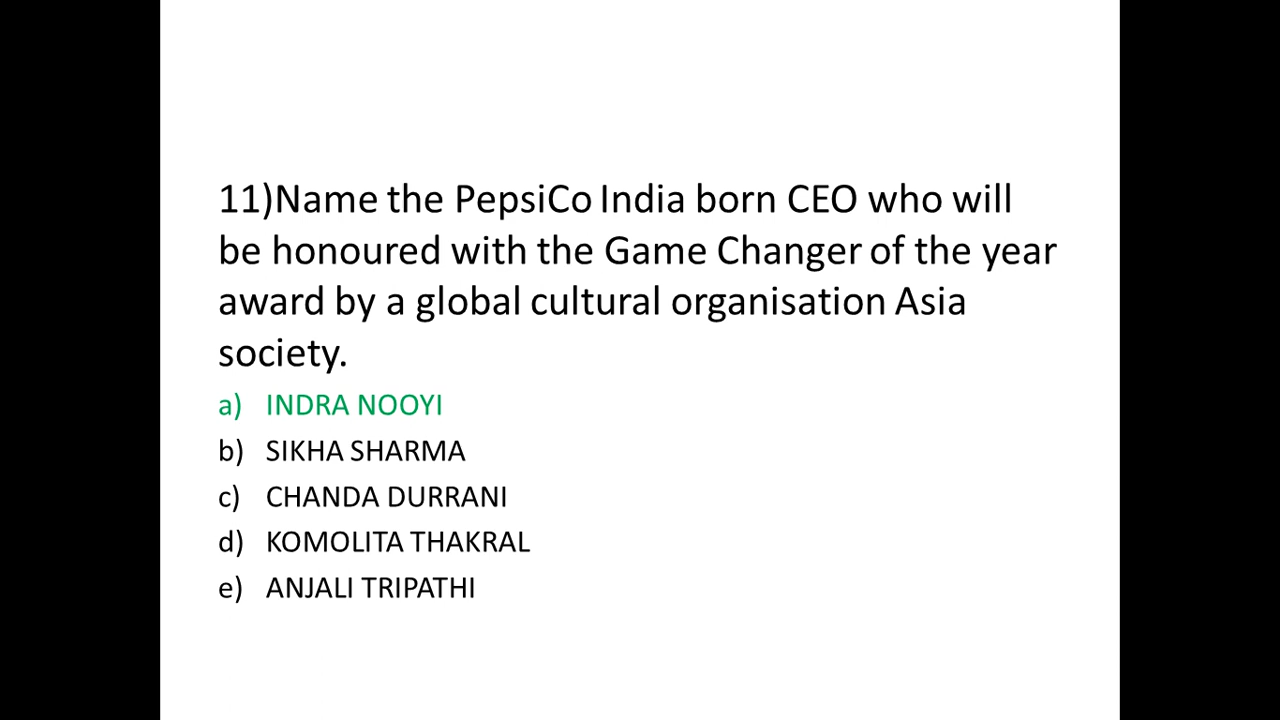 11)Name the PepsiCo India born CEO who will
be honoured with the Game Changer of the year
award by a global cultural organisation Asia
society.
a) INDRA NOOYI
b) SIKHA SHARMA
c) CHANDA DURRANI
d) KOMOLITA THAKRAL
e) ANJALI TRIPATHI